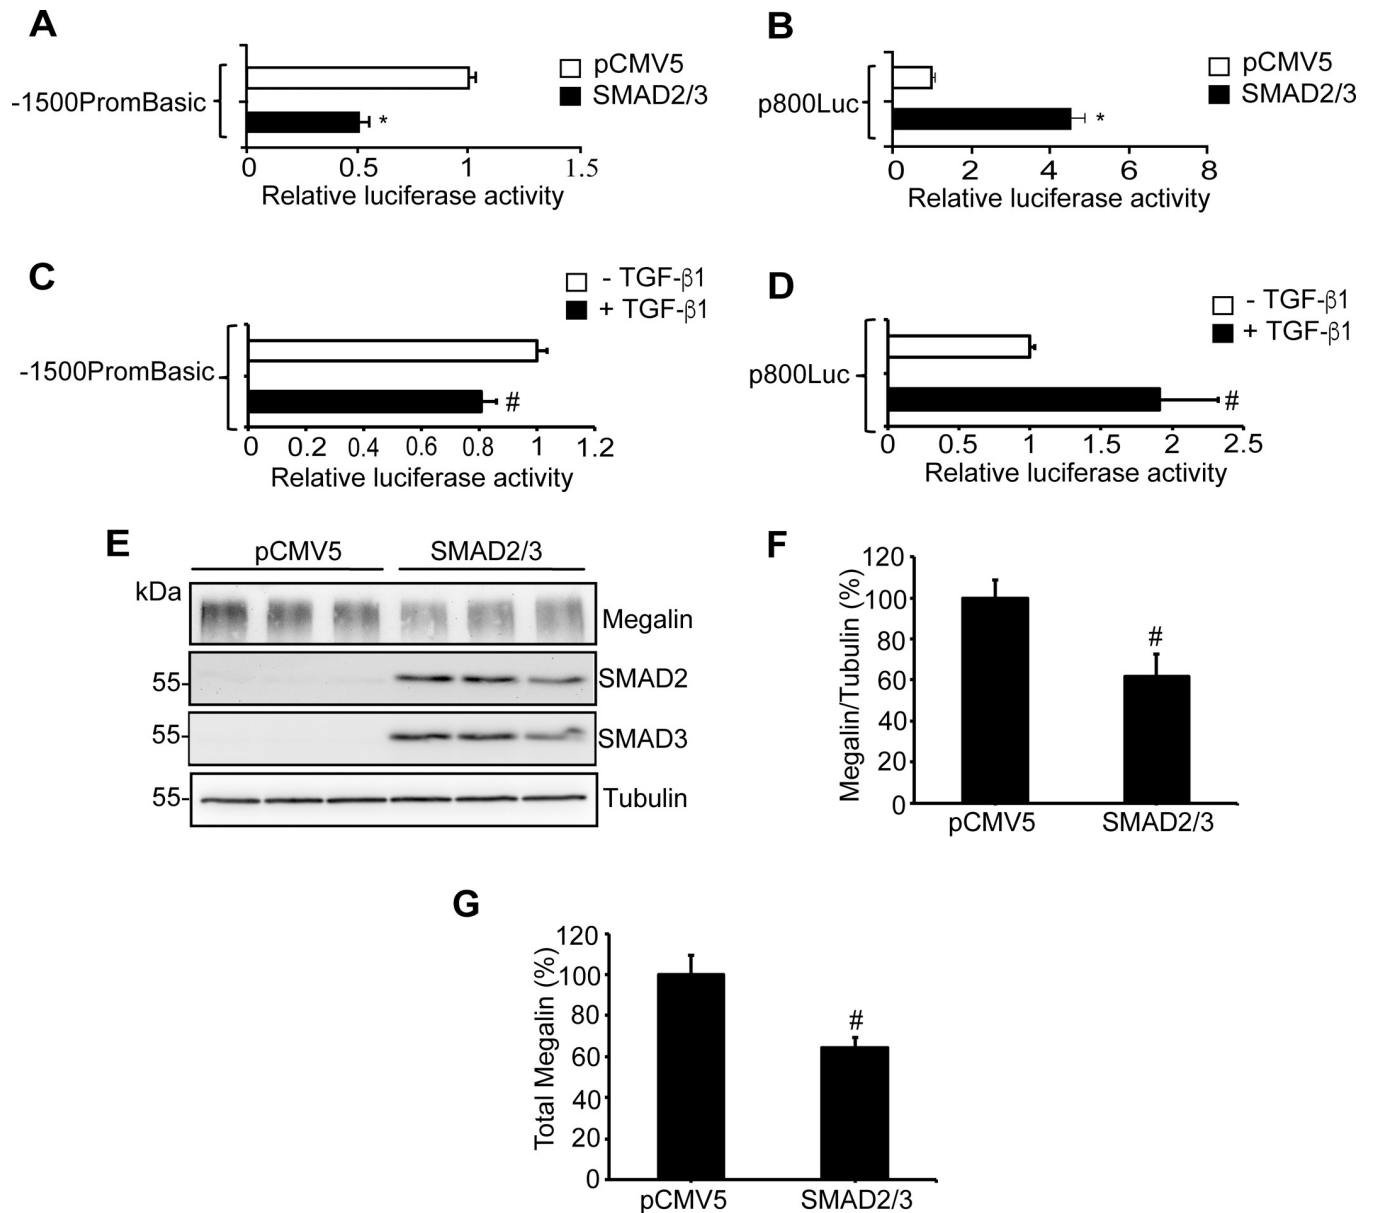 A
pCMV5
SMAD2/3
-1500PromBasic
*
0 0.5 1 1.5
Relative luciferase activity
B
pCMV5
SMAD2/3
p800Luc
*
0 2 4 6 8
Relative luciferase activity
C
- TGF-β1
+ TGF-β1
-1500PromBasic
#
0 0.2 0.4 0.6 0.8 1 1.2
Relative luciferase activity
D
- TGF-β1
+ TGF-β1
p800Luc
#
0 0.5 1 1.5 2 2.5
Relative luciferase activity
E
pCMV5 SMAD2/3
kDa
Megalin
55- SMAD2
55- SMAD3
55- Tubulin
F
Megalin/Tubulin (%)
120
100
80
60
40
20
0
#
pCMV5 SMAD2/3
G
Total Megalin (%)
120
100
80
60
40
20
0
#
pCMV5 SMAD2/3